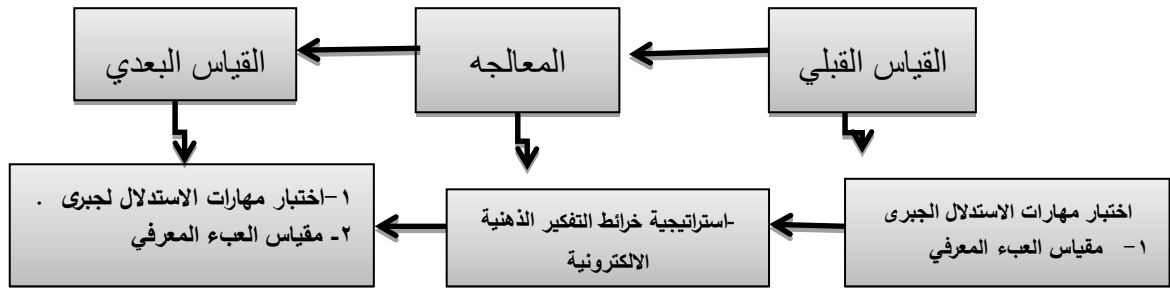 القياس القبلي
المعالجه
القياس البعدي
اختبار مهارات الاستدلال الجبرى
١- مقياس العبء المعرفي
-استراتيجية خرائط التفكير الذهنية
الالكترونية
١-اختبار مهارات الاستدلال لجبرى .
٢- مقياس العبء المعرفي